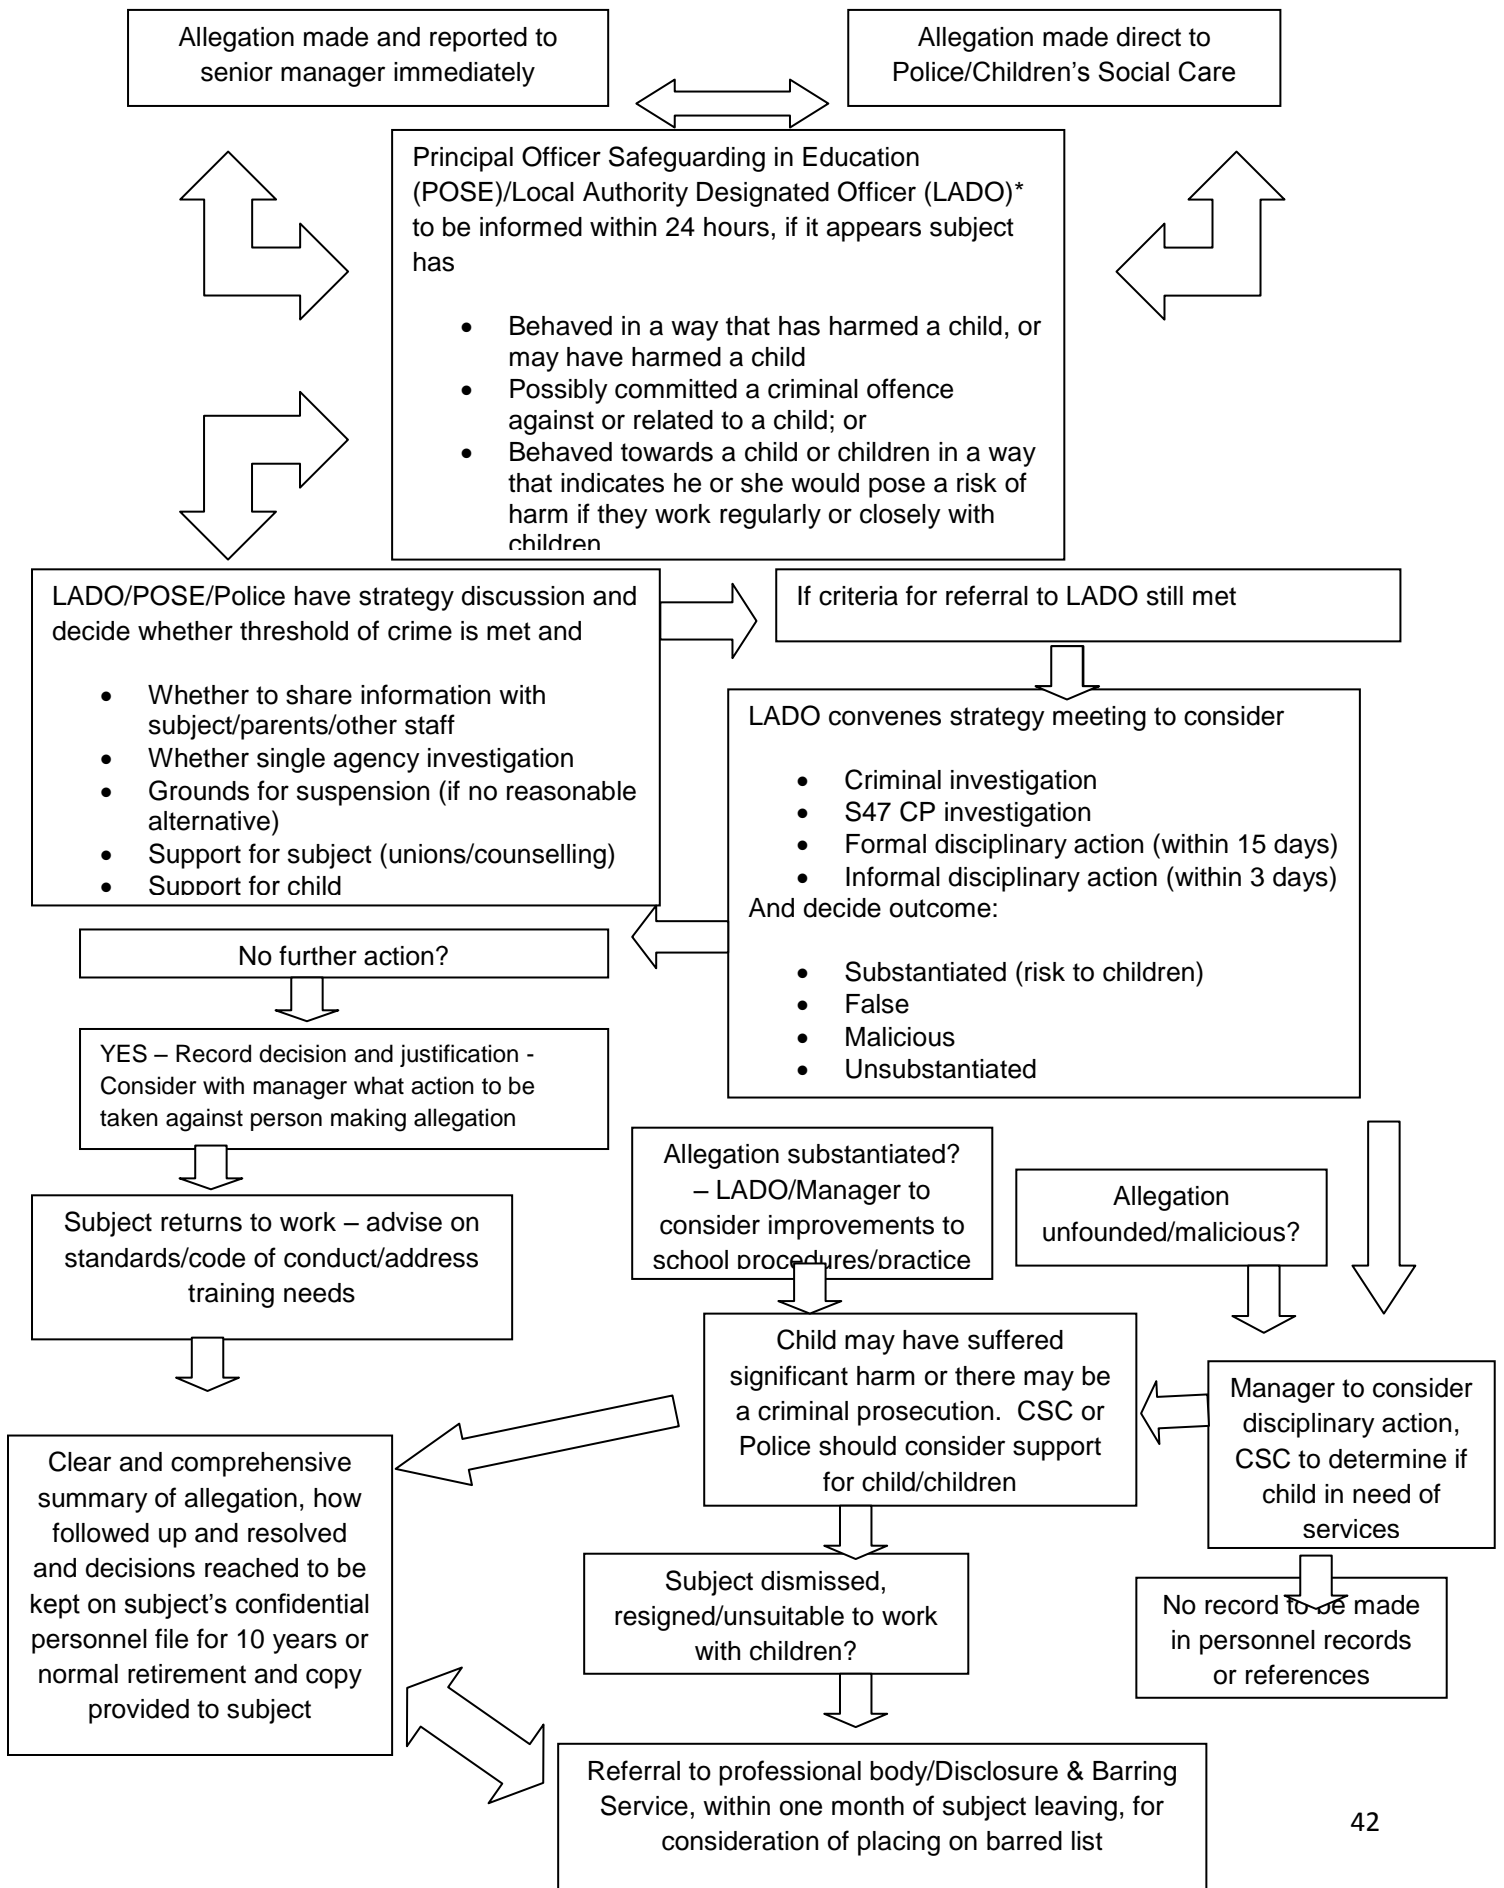 Allegation made and reported to
senior manager immediately
Allegation made direct to
Police/Children's Social Care
Principal Officer Safeguarding in Education
(POSE)/Local Authority Designated Officer (LADO)*
to be informed within 24 hours, if it appears subject
has
• Behaved in a way that has harmed a child, or
may have harmed a child
• Possibly committed a criminal offence
against or related to a child; or
• Behaved towards a child or children in a way
that indicates he or she would pose a risk of
harm if they work regularly or closely with
children
LADO/POSE/Police have strategy discussion and
decide whether threshold of crime is met and
• Whether to share information with
subject/parents/other staff
• Whether single agency investigation
• Grounds for suspension (if no reasonable
alternative)
• Support for subject (unions/counselling)
• Support for child
If criteria for referral to LADO still met
LADO convenes strategy meeting to consider
• Criminal investigation
• S47 CP investigation
• Formal disciplinary action (within 15 days)
• Informal disciplinary action (within 3 days)
And decide outcome:
• Substantiated (risk to children)
• False
• Malicious
• Unsubstantiated
No further action?
YES – Record decision and justification -
Consider with manager what action to be
taken against person making allegation
Subject returns to work – advise on
standards/code of conduct/address
training needs
Allegation substantiated?
– LADO/Manager to
consider improvements to
school procedures/practice
Allegation
unfounded/malicious?
Child may have suffered
significant harm or there may be
a criminal prosecution. CSC or
Police should consider support
for child/children
Manager to consider
disciplinary action,
CSC to determine if
child in need of
services
Clear and comprehensive
summary of allegation, how
followed up and resolved
and decisions reached to be
kept on subject's confidential
personnel file for 10 years or
normal retirement and copy
provided to subject
Subject dismissed,
resigned/unsuitable to work
with children?
No record to be made
in personnel records
or references
Referral to professional body/Disclosure & Barring
Service, within one month of subject leaving, for
consideration of placing on barred list
42